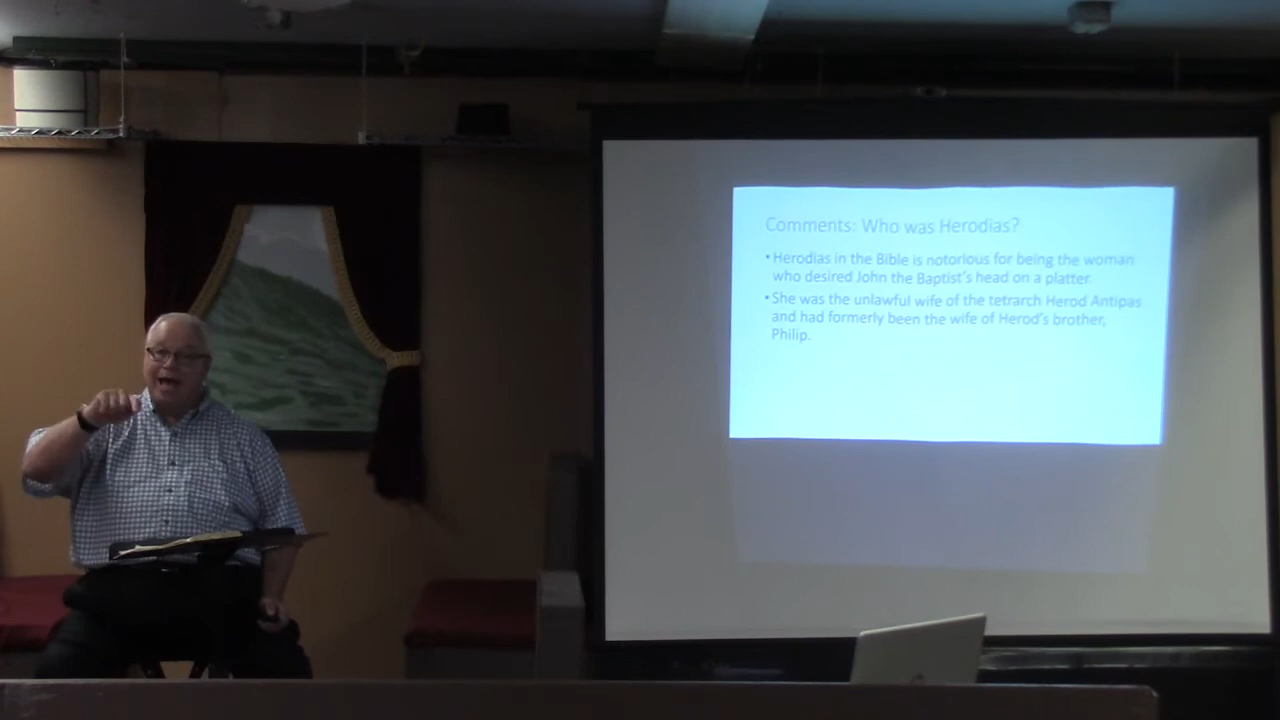 Comments: Who was Herodias?
•Herodias in the Bible is notorious for being the woman
who desired John the Baptist's head on a platter.
•She was the unlawful wife of the tetrarch Herod Antipas
and had formerly been the wife of Herod's brother,
Philip.